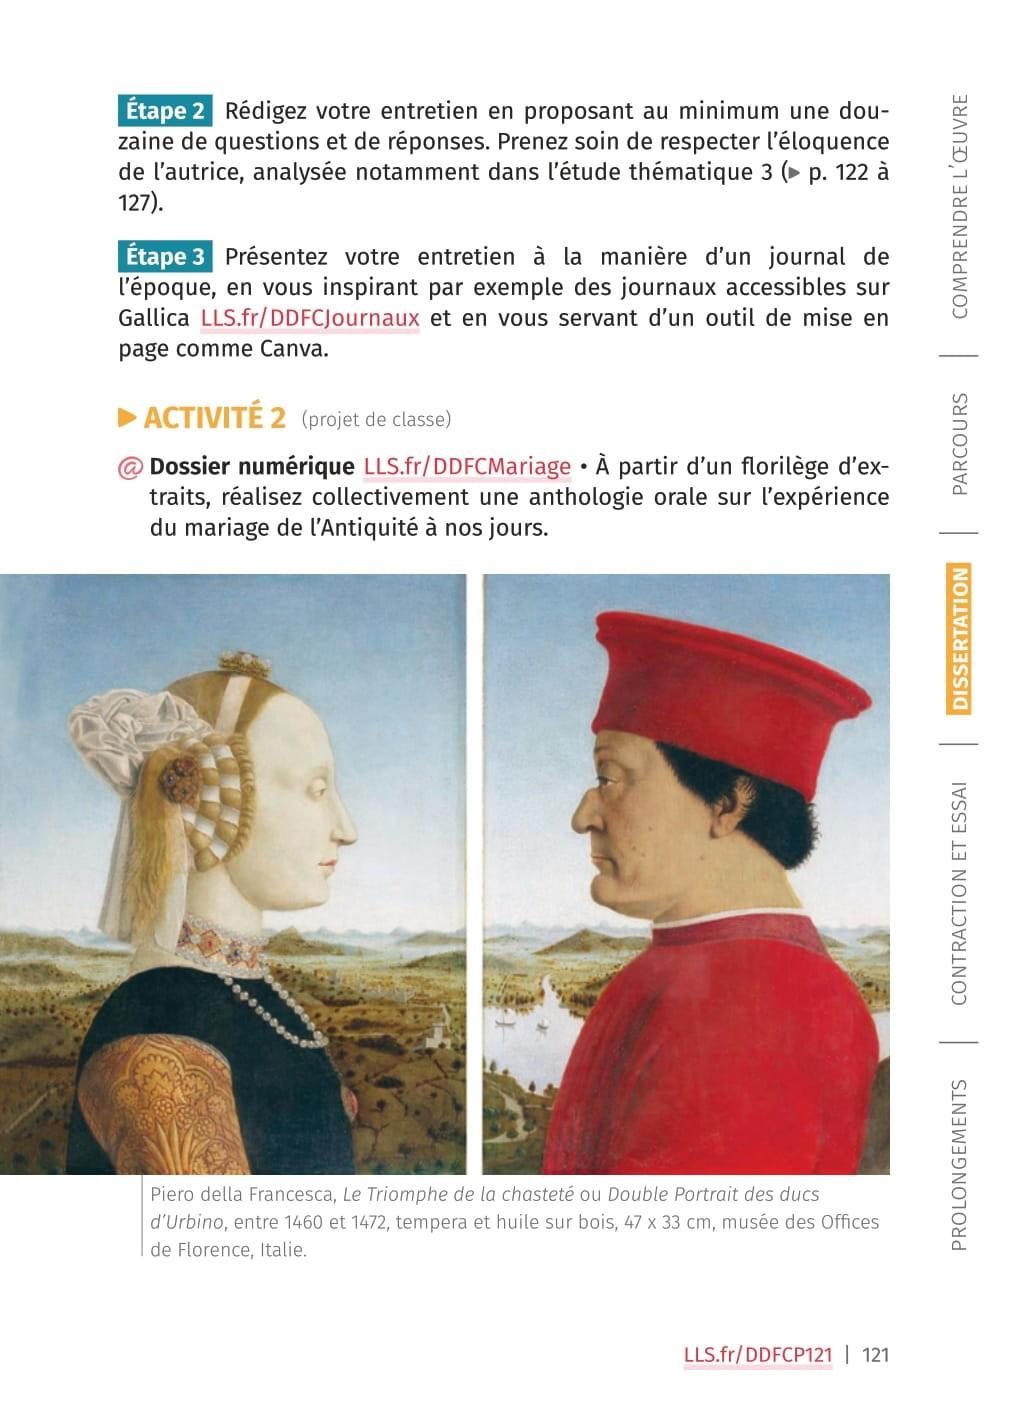 Étape 2 Rédigez votre entretien en proposant au minimum une dou-
zaine de questions et de réponses. Prenez soin de respecter l’éloquence
de l’autrice, analysée notamment dans l’étude thématique 3 (▶ p. 122 à
127).
Étape 3 Présentez votre entretien à la manière d’un journal de
l’époque, en vous inspirant par exemple des journaux accessibles sur
Gallica LLS.fr/DDFCJournaux et en vous servant d’un outil de mise en
page comme Canva.
▶ ACTIVITÉ 2 (projet de classe)
@ Dossier numérique LLS.fr/DDFCMariage • À partir d’un florilège d’ex-
traits, réalisez collectivement une anthologie orale sur l’expérience
du mariage de l’Antiquité à nos jours.
Piero della Francesca, Le Triomphe de la chasteté ou Double Portrait des ducs
d’Urbino, entre 1460 et 1472, tempera et huile sur bois, 47 x 33 cm, musée des Offices
de Florence, Italie.
COMPRENDRE L’ŒUVRE
PARCOURS
DISSERTATION
CONTRACTION ET ESSAI
PROLONGEMENTS
LLS.fr/DDFCP121 | 121